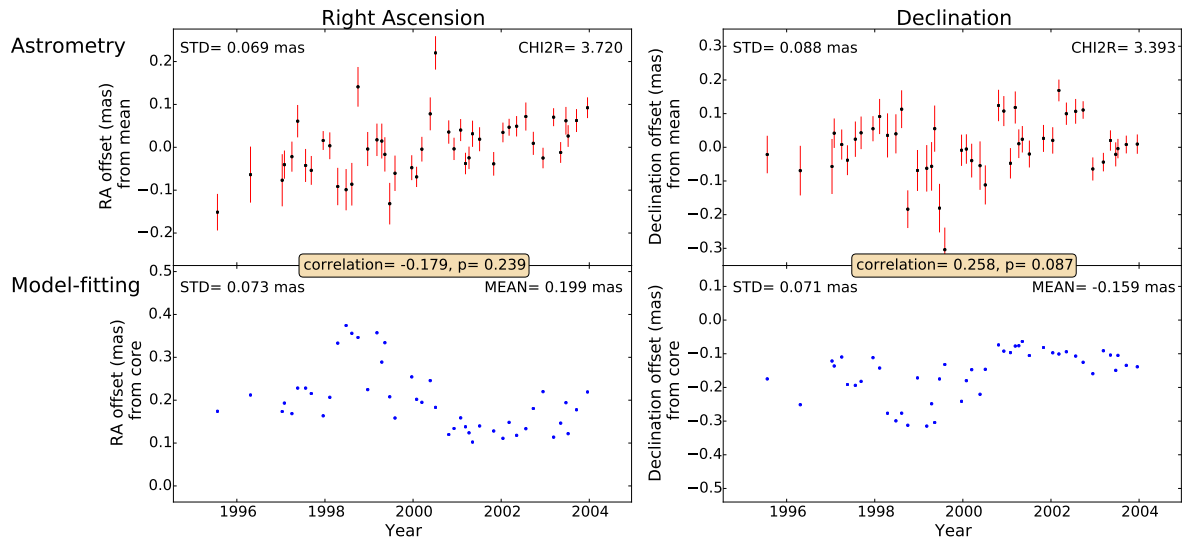 Right Ascension
Declination
Astrometry
STD= 0.069 mas
CHI2R= 3.720
0.2
0.1
0.0
−0.1
−0.2
RA offset (mas)
from mean
STD= 0.088 mas
CHI2R= 3.393
0.3
0.2
0.1
0.0
−0.1
−0.2
−0.3
Declination offset (mas)
from mean
correlation= -0.179, p= 0.239
correlation= 0.258, p= 0.087
Model-fitting
STD= 0.073 mas
MEAN= 0.199 mas
0.5
0.4
0.3
0.2
0.1
0.0
RA offset (mas)
from core
1996
1998
2000
2002
2004
Year
STD= 0.071 mas
MEAN= -0.159 mas
0.1
0.0
−0.1
−0.2
−0.3
−0.4
−0.5
Declination offset (mas)
from core
1996
1998
2000
2002
2004
Year